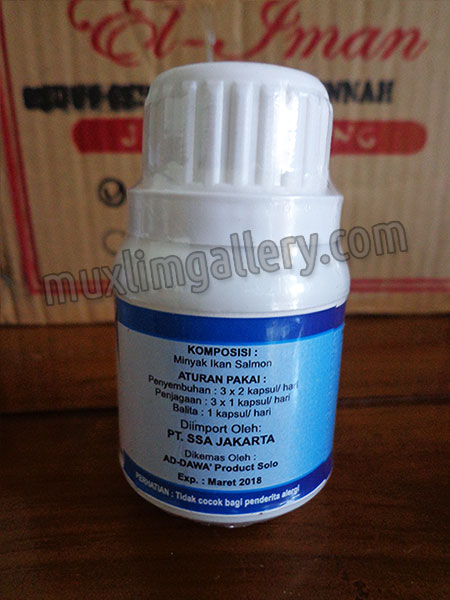 El-Iman
muxlimgallery.com
KOMPOSISI :
Minyak Ikan Salmon
ATURAN PAKAI :
Penyembuhan : 3 x 2 kapsul/ hari
Penjagaan : 3 x 1 kapsul/ hari
Balita : 1 kapsul/ hari
Diimport Oleh:
PT. SSA JAKARTA
Dikemas Oleh :
AD-DAWA' Product Solo
Exp. : Maret 2018
PERHATIAN : Tidak cocok bagi penderita alergi